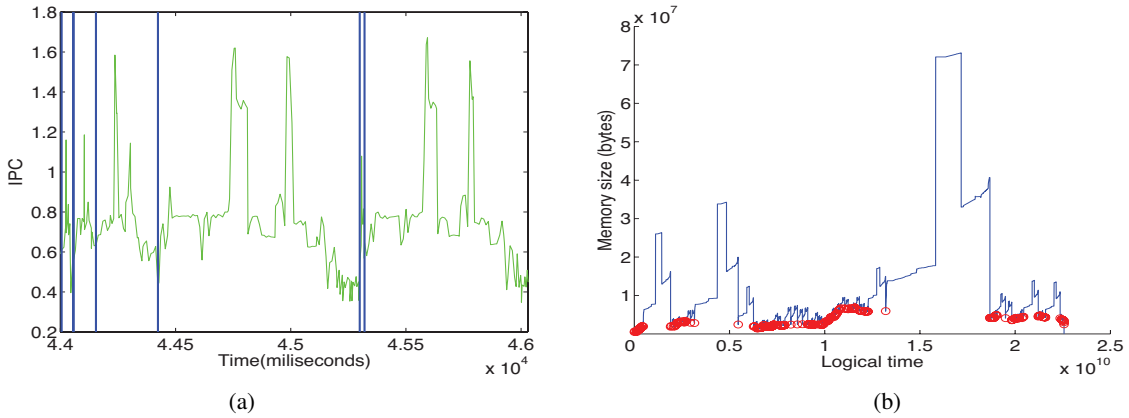 1.8
1.6
1.4
1.2
1
0.8
0.6
0.4
0.2
IPC
4.4 4.45 4.5 4.55 4.6
Time(miliseconds)
x 10^4
(a)
x 10^7
8
7
6
5
4
3
2
1
0
Memory size (bytes)
0 0.5 1 1.5 2 2.5
Logical time
x 10^10
(b)